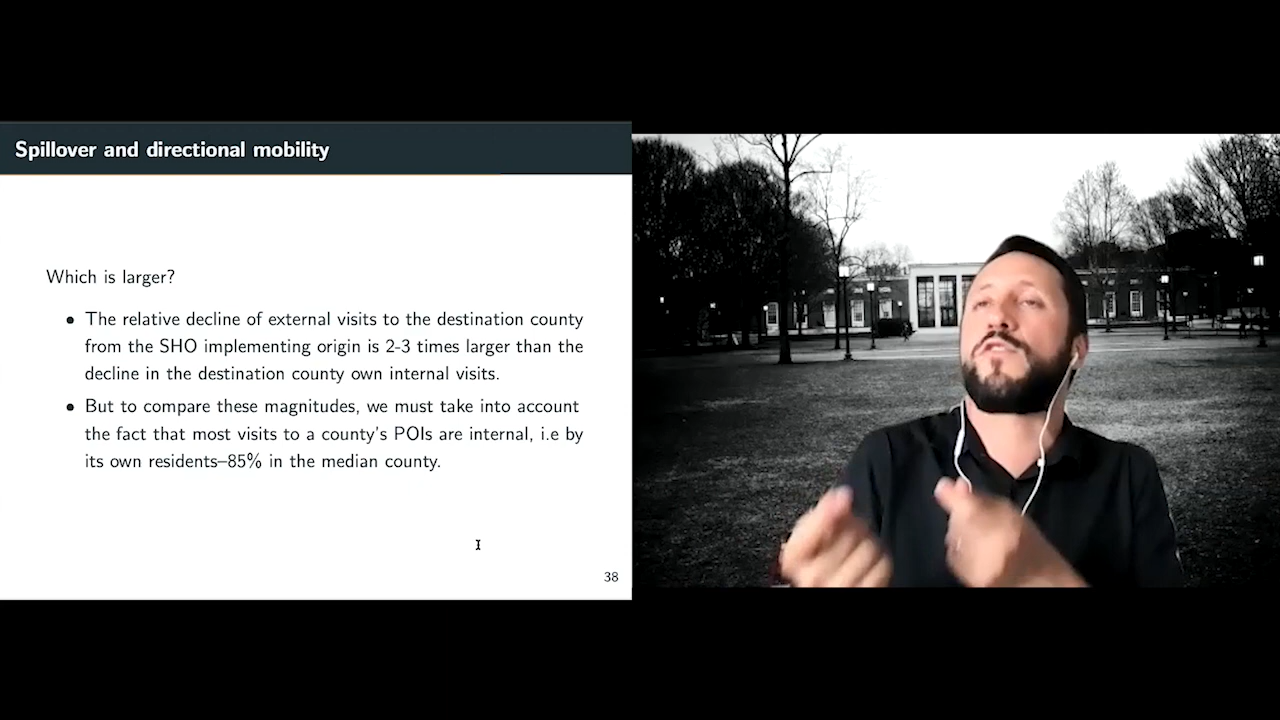 Spillover and directional mobility
Which is larger?
• The relative decline of external visits to the destination county
from the SHO implementing origin is 2-3 times larger than the
decline in the destination county own internal visits.
• But to compare these magnitudes, we must take into account
the fact that most visits to a county's POIs are internal, i.e by
its own residents–85% in the median county.
38